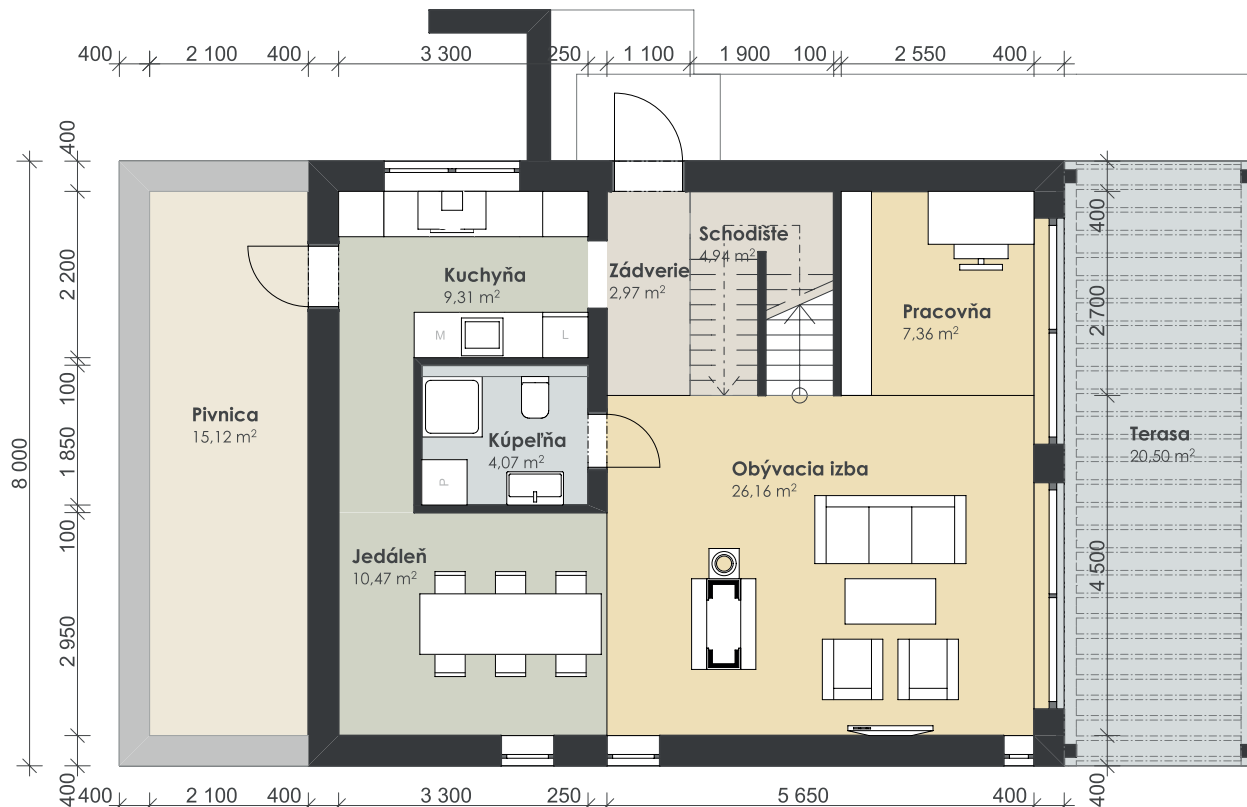 400 2 100 400 3 300 250 1 100 1 900 100 2 550 400
400
2 200
100
1 850
100
2 950
400
8 000
400
2 700
4 500
400
Schodište
4,94 m²
Kuchyňa
9,31 m²
Zádverie
2,97 m²
Pracovňa
7,36 m²
M
L
Pivnica
15,12 m²
Kúpeľňa
4,07 m²
P
Terasa
20,50 m²
Obývacia izba
26,16 m²
Jedáleň
10,47 m²
400 2 100 400 3 300 250 5 650 400